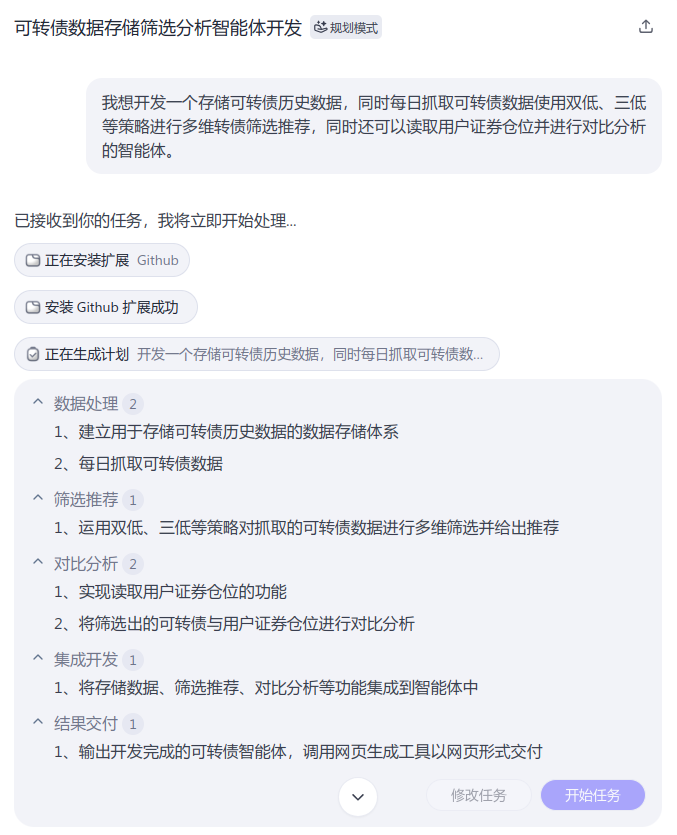 可转债数据存储筛选分析智能体开发 规划模式
我想开发一个存储可转债历史数据，同时每日抓取可转债数据使用双低、三低
等策略进行多维转债筛选推荐，同时还可以读取用户证券仓位并进行对比分析
的智能体。
已接收到你的任务，我将立即开始处理...
正在安装扩展 Github
安装 Github 扩展成功
正在生成计划 开发一个存储可转债历史数据，同时每日抓取可转债数...
数据处理 2
1、建立用于存储可转债历史数据的数据存储体系
2、每日抓取可转债数据
筛选推荐 1
1、运用双低、三低等策略对抓取的可转债数据进行多维筛选并给出推荐
对比分析 2
1、实现读取用户证券仓位的功能
2、将筛选出的可转债与用户证券仓位进行对比分析
集成开发 1
1、将存储数据、筛选推荐、对比分析等功能集成到智能体中
结果交付 1
1、输出开发完成的可转债智能体，调用网页生成工具以网页形式交付
修改任务 开始任务